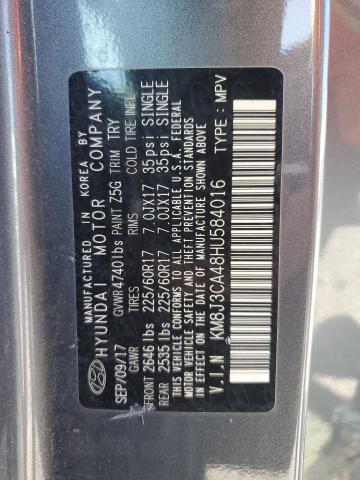 MANUFACTURED IN KOREA BY
HYUNDAI MOTOR COMPANY
SEP/09/17 GVWR 4740lbs PAINT Z5G TRIM TRY
GAWR TIRES RIMS COLD TIRE INFL
FRONT 2646 lbs 225/60R17 7.0JX17 35psi SINGLE
REAR 2535 lbs 225/60R17 7.0JX17 35psi SINGLE
THIS VEHICLE CONFORMS TO ALL APPLICABLE U.S.A. FEDERAL
MOTOR VEHICLE SAFETY, BUMPER, AND THEFT PREVENTION STANDARDS
IN EFFECT ON THE DATE OF MANUFACTURE SHOWN ABOVE.
V.I.N KM8J3CA48HU584016 TYPE : MPV